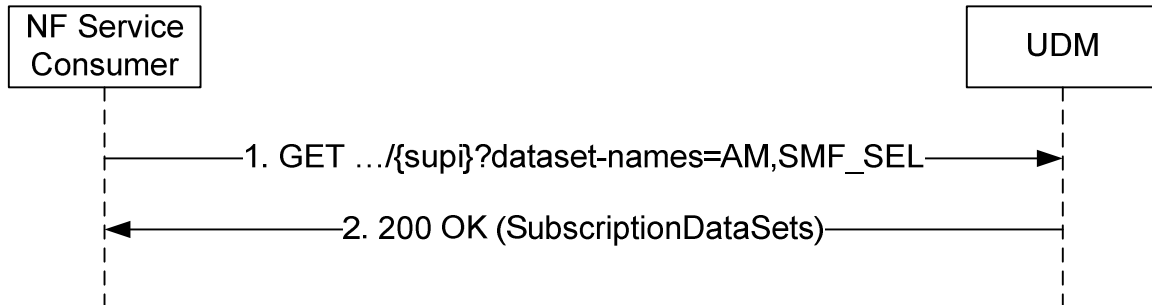 NF Service
Consumer
UDM
1. GET …/{supi}?dataset-names=AM,SMF_SEL
2. 200 OK (SubscriptionDataSets)